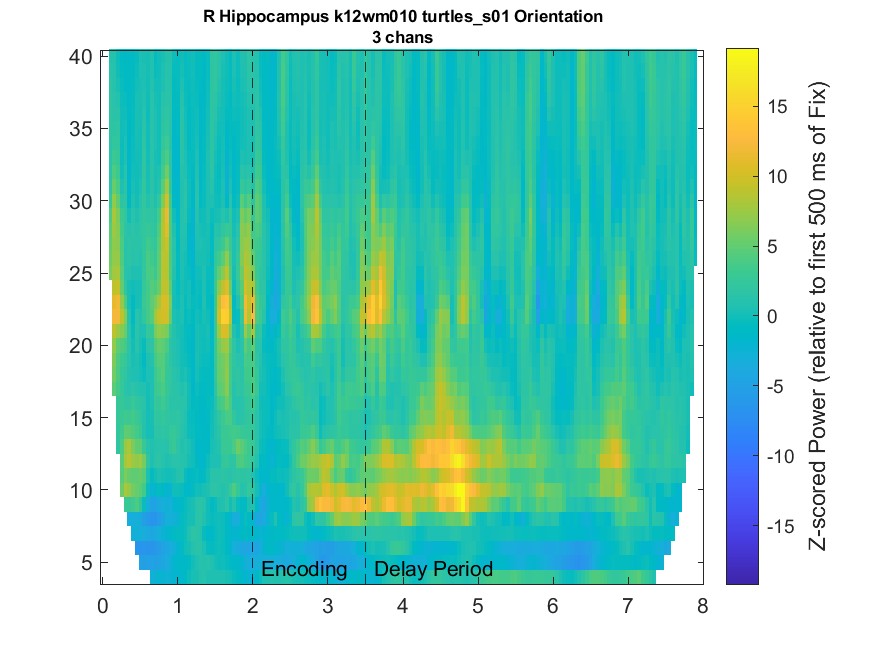 R Hippocampus k12wm010 turtles_s01 Orientation
3 chans
40
35
30
25
20
15
10
5
0 1 2 3 4 5 6 7 8
Encoding
Delay Period
15
10
5
0
-5
-10
-15
Z-scored Power (relative to first 500 ms of Fix)